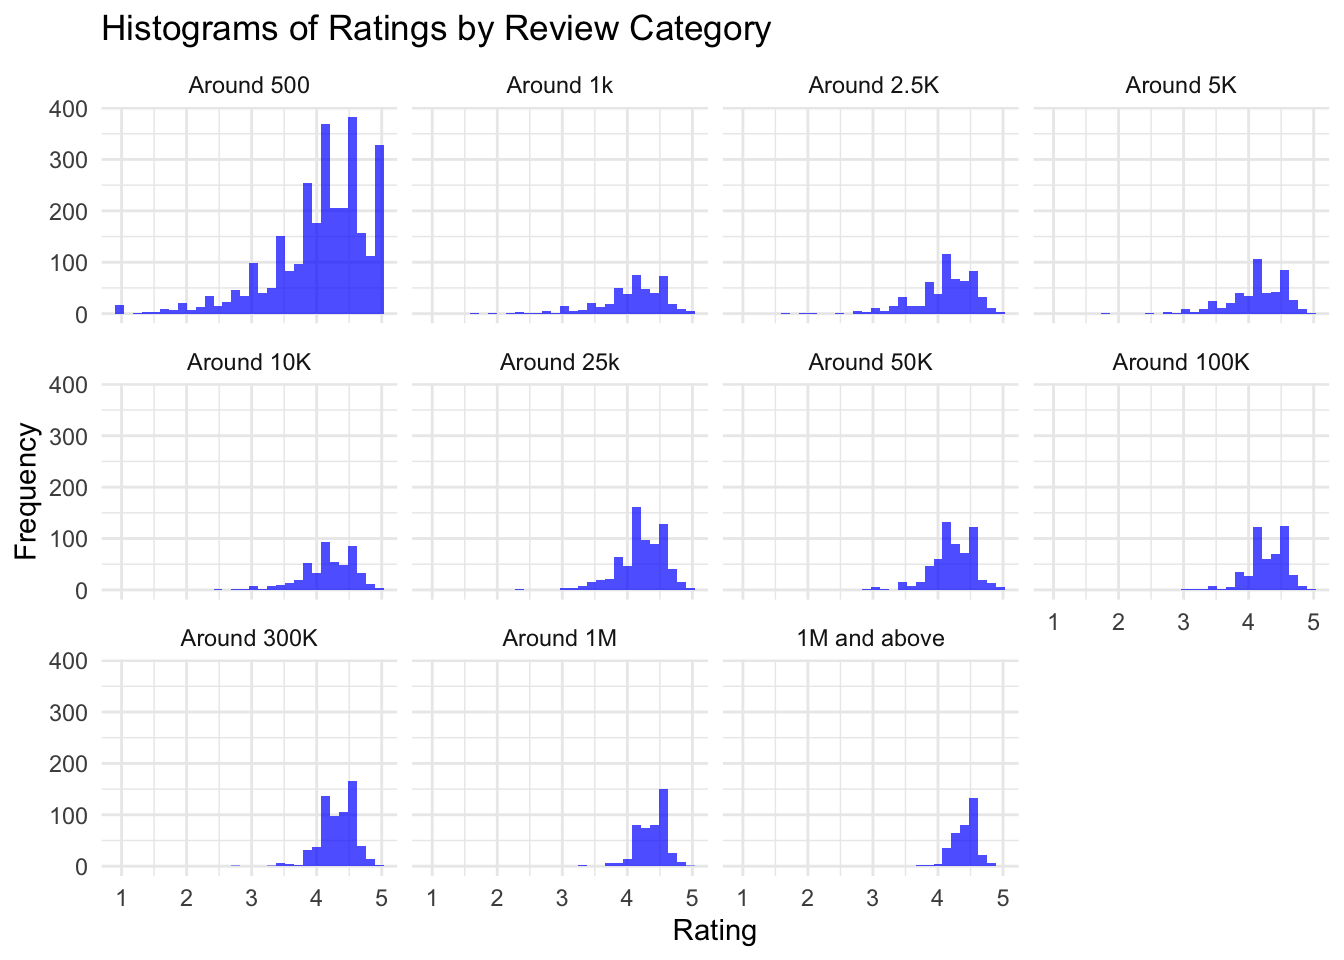 Histograms of Ratings by Review Category
Around 500
Around 1k
Around 2.5K
Around 5K
400
300
200
100
0
Around 10K
Around 25k
Around 50K
Around 100K
400
300
200
100
0
1 2 3 4 5
Around 300K
Around 1M
1M and above
400
300
200
100
0
1 2 3 4 5
1 2 3 4 5
1 2 3 4 5
Rating
Frequency